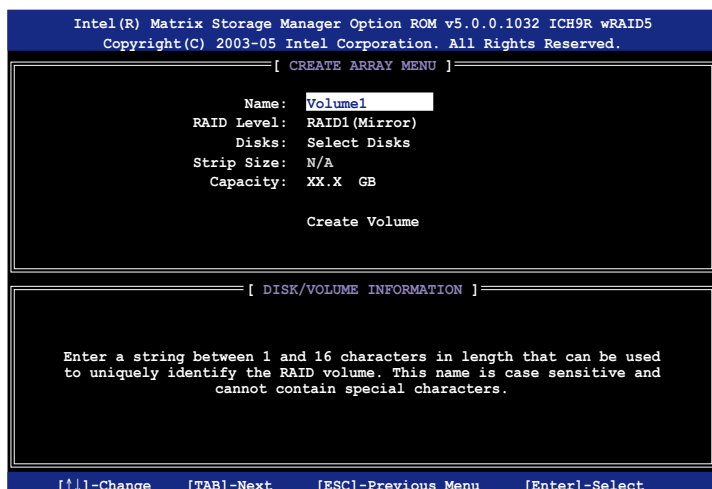 Intel(R) Matrix Storage Manager Option ROM v5.0.0.1032 ICH9R wRAID5
Copyright(C) 2003-05 Intel Corporation. All Rights Reserved.
[ CREATE ARRAY MENU ]
Name: Volume1
RAID Level: RAID1(Mirror)
Disks: Select Disks
Strip Size: N/A
Capacity: XX.X GB
Create Volume
[ DISK/VOLUME INFORMATION ]
Enter a string between 1 and 16 characters in length that can be used
to uniquely identify the RAID volume. This name is case sensitive and
cannot contain special characters.
[↑↓]-Change [TAB]-Next [ESC]-Previous Menu [Enter]-Select